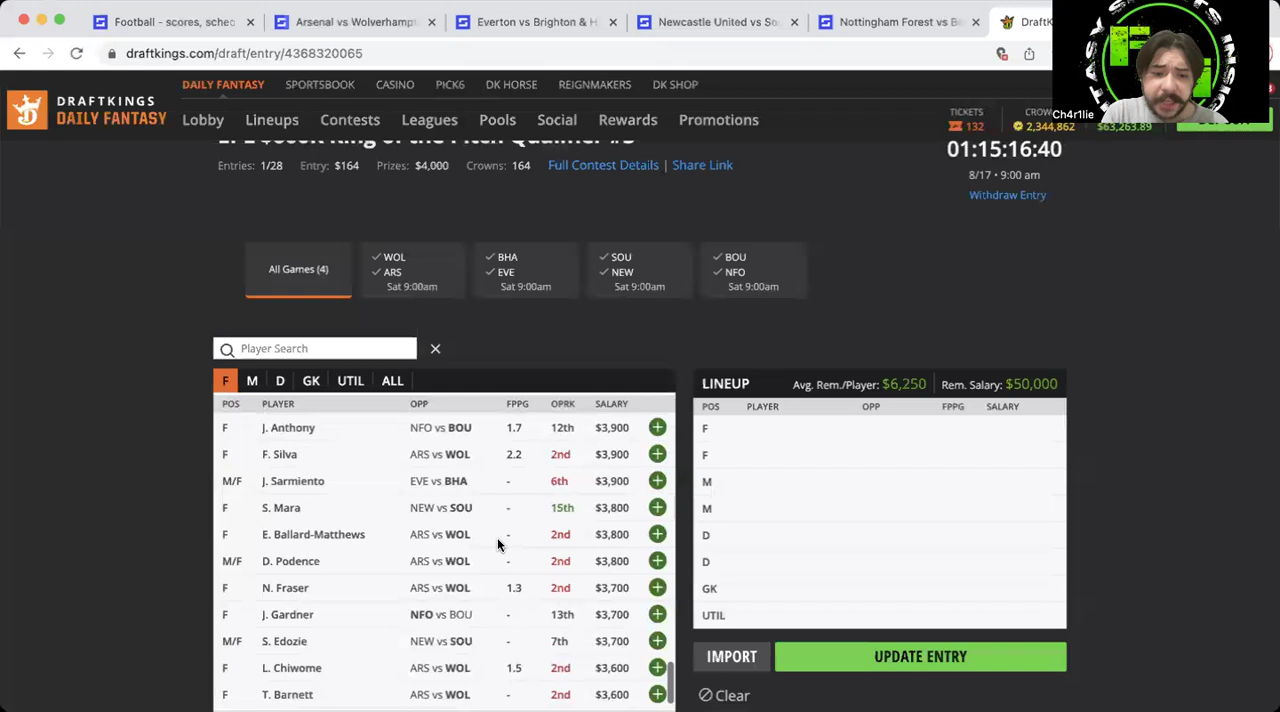 Football - scores, sched
Arsenal vs Wolverhampt
Everton vs Brighton & H
Newcastle United vs So
Nottingham Forest vs B
DraftK
draftkings.com/draft/entry/4368320065
DAILY FANTASY
SPORTSBOOK
CASINO
PICK6
DK HORSE
REIGNMAKERS
DK SHOP
DRAFTKINGS
DAILY FANTASY
Lobby
Lineups
Contests
Leagues
Pools
Social
Rewards
Promotions
TICKETS
132
CROW
2,344,862
$63,263.89
Ch4r1lie
Entries: 1/28
Entry: $164
Prizes: $4,000
Crowns: 164
Full Contest Details | Share Link
01:15:16:40
8/17 • 9:00 am
Withdraw Entry
All Games (4)
WOL
ARS
Sat 9:00am
BHA
EVE
Sat 9:00am
SOU
NEW
Sat 9:00am
BOU
NFO
Sat 9:00am
Player Search
F M D GK UTIL ALL
POS PLAYER OPP FPPG OPRK SALARY
F J. Anthony NFO vs BOU 1.7 12th $3,900
F F. Silva ARS vs WOL 2.2 2nd $3,900
M/F J. Sarmiento EVE vs BHA - 6th $3,900
F S. Mara NEW vs SOU - 15th $3,800
F E. Ballard-Matthews ARS vs WOL - 2nd $3,800
M/F D. Podence ARS vs WOL - 2nd $3,800
F N. Fraser ARS vs WOL 1.3 2nd $3,700
F J. Gardner NFO vs BOU - 13th $3,700
M/F S. Edozie NEW vs SOU - 7th $3,700
F L. Chiwome ARS vs WOL 1.5 2nd $3,600
F T. Barnett ARS vs WOL - 2nd $3,600
LINEUP Avg. Rem./Player: $6,250 Rem. Salary: $50,000
POS PLAYER OPP FPPG SALARY
F
F
M
M
D
D
GK
UTIL
IMPORT
UPDATE ENTRY
Clear